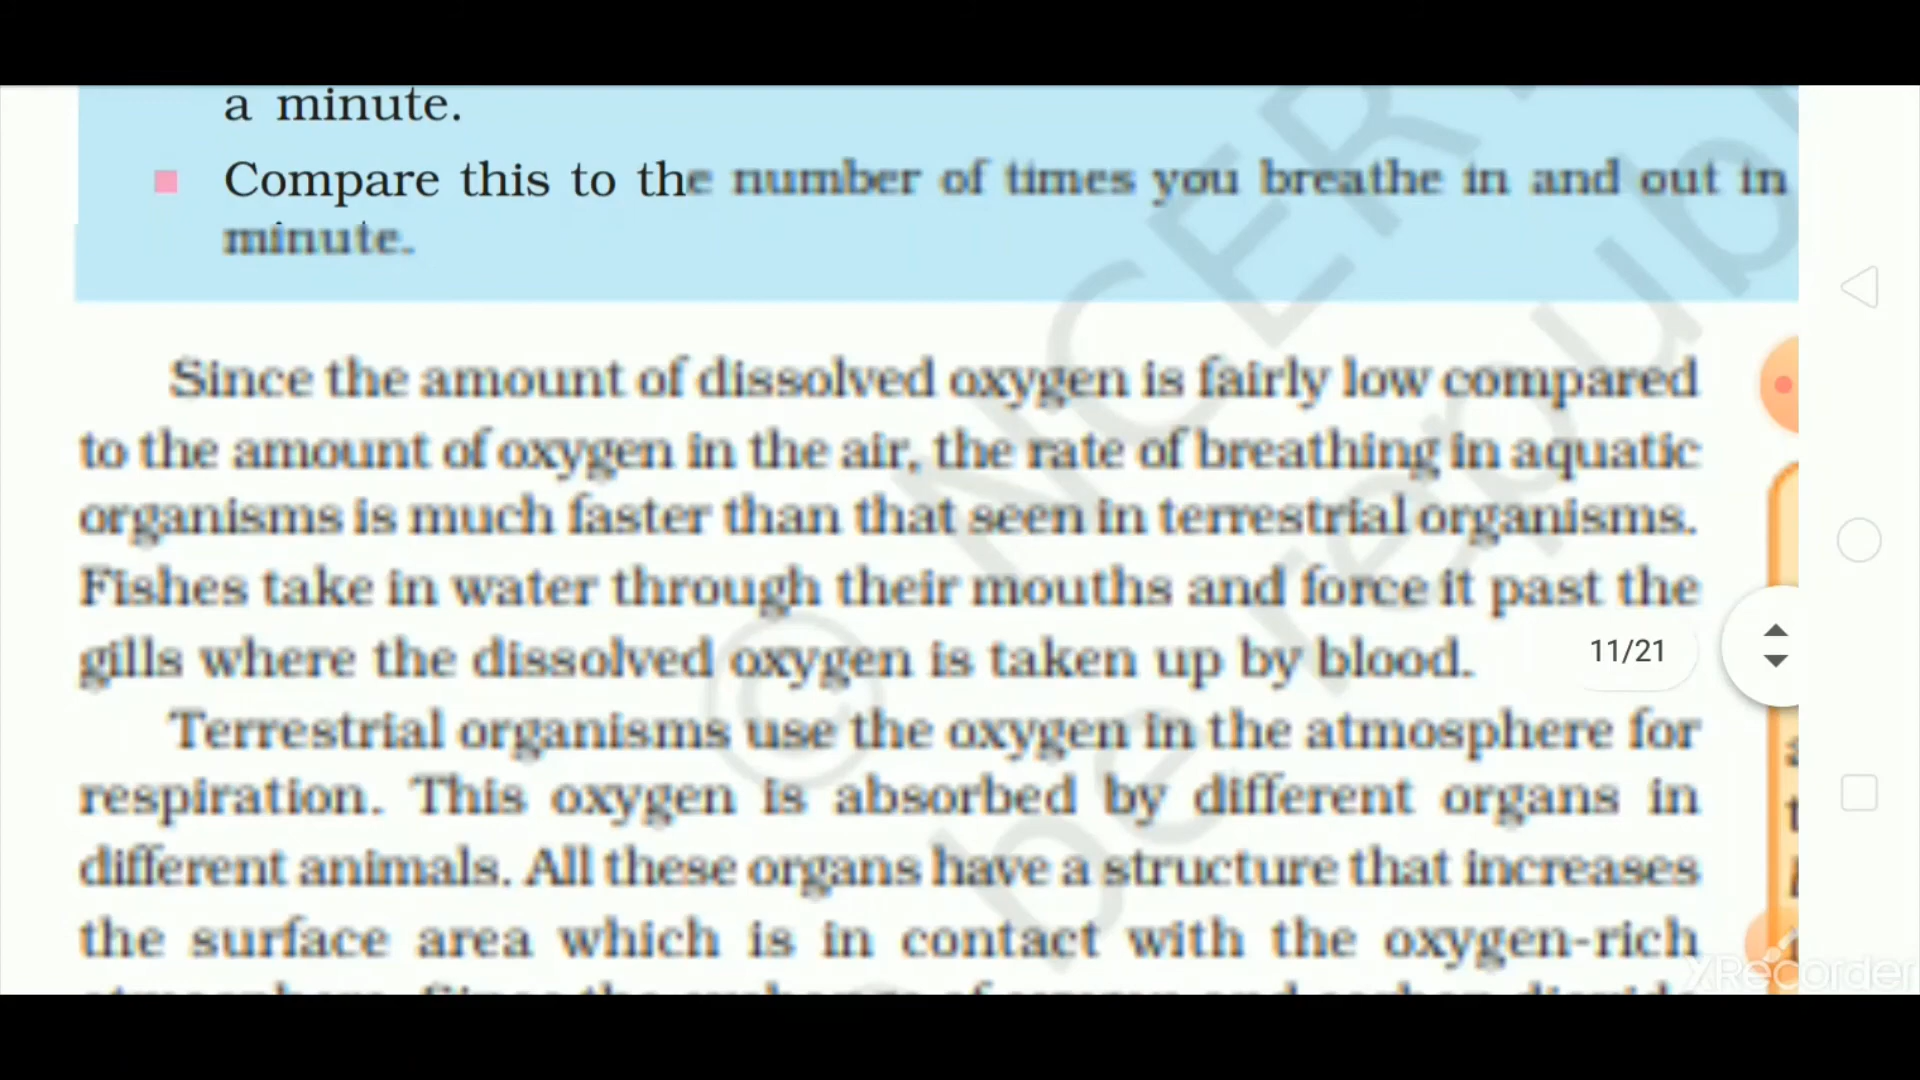 a minute.
Compare this to the number of times you breathe in and out in
minute.
Since the amount of dissolved oxygen is fairly low compared
to the amount of oxygen in the air, the rate of breathing in aquatic
organisms is much faster than that seen in terrestrial organisms.
Fishes take in water through their mouths and force it past the
gills where the dissolved oxygen is taken up by blood.
11/21
Terrestrial organisms use the oxygen in the atmosphere for
respiration. This oxygen is absorbed by different organs in
different animals. All these organs have a structure that increases
the surface area which is in contact with the oxygen-rich
© NCER
be repub
XRecorder